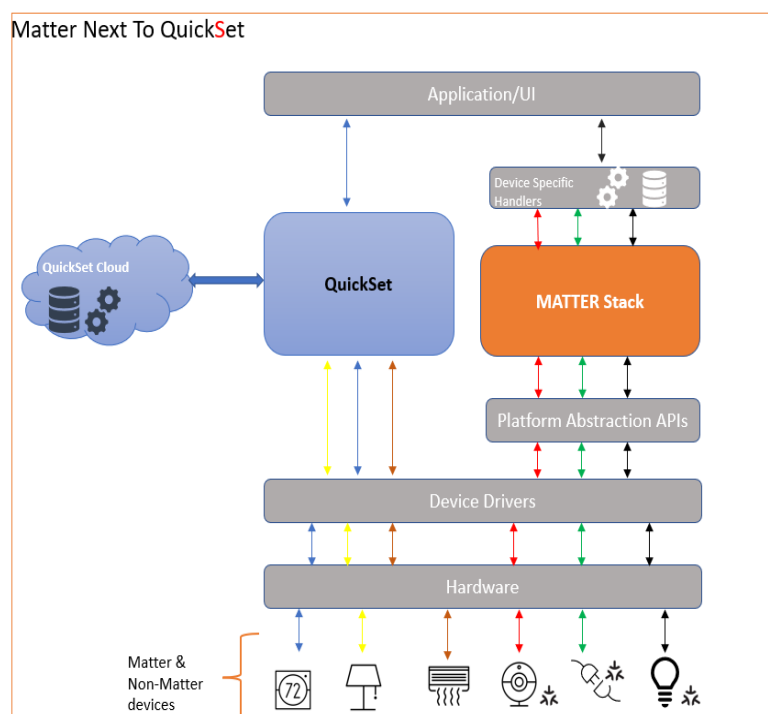 Matter Next To QuickSet
Application/UI
Device Specific
Handlers
QuickSet Cloud
QuickSet
MATTER Stack
Platform Abstraction APIs
Device Drivers
Hardware
Matter &
Non-Matter
devices
72